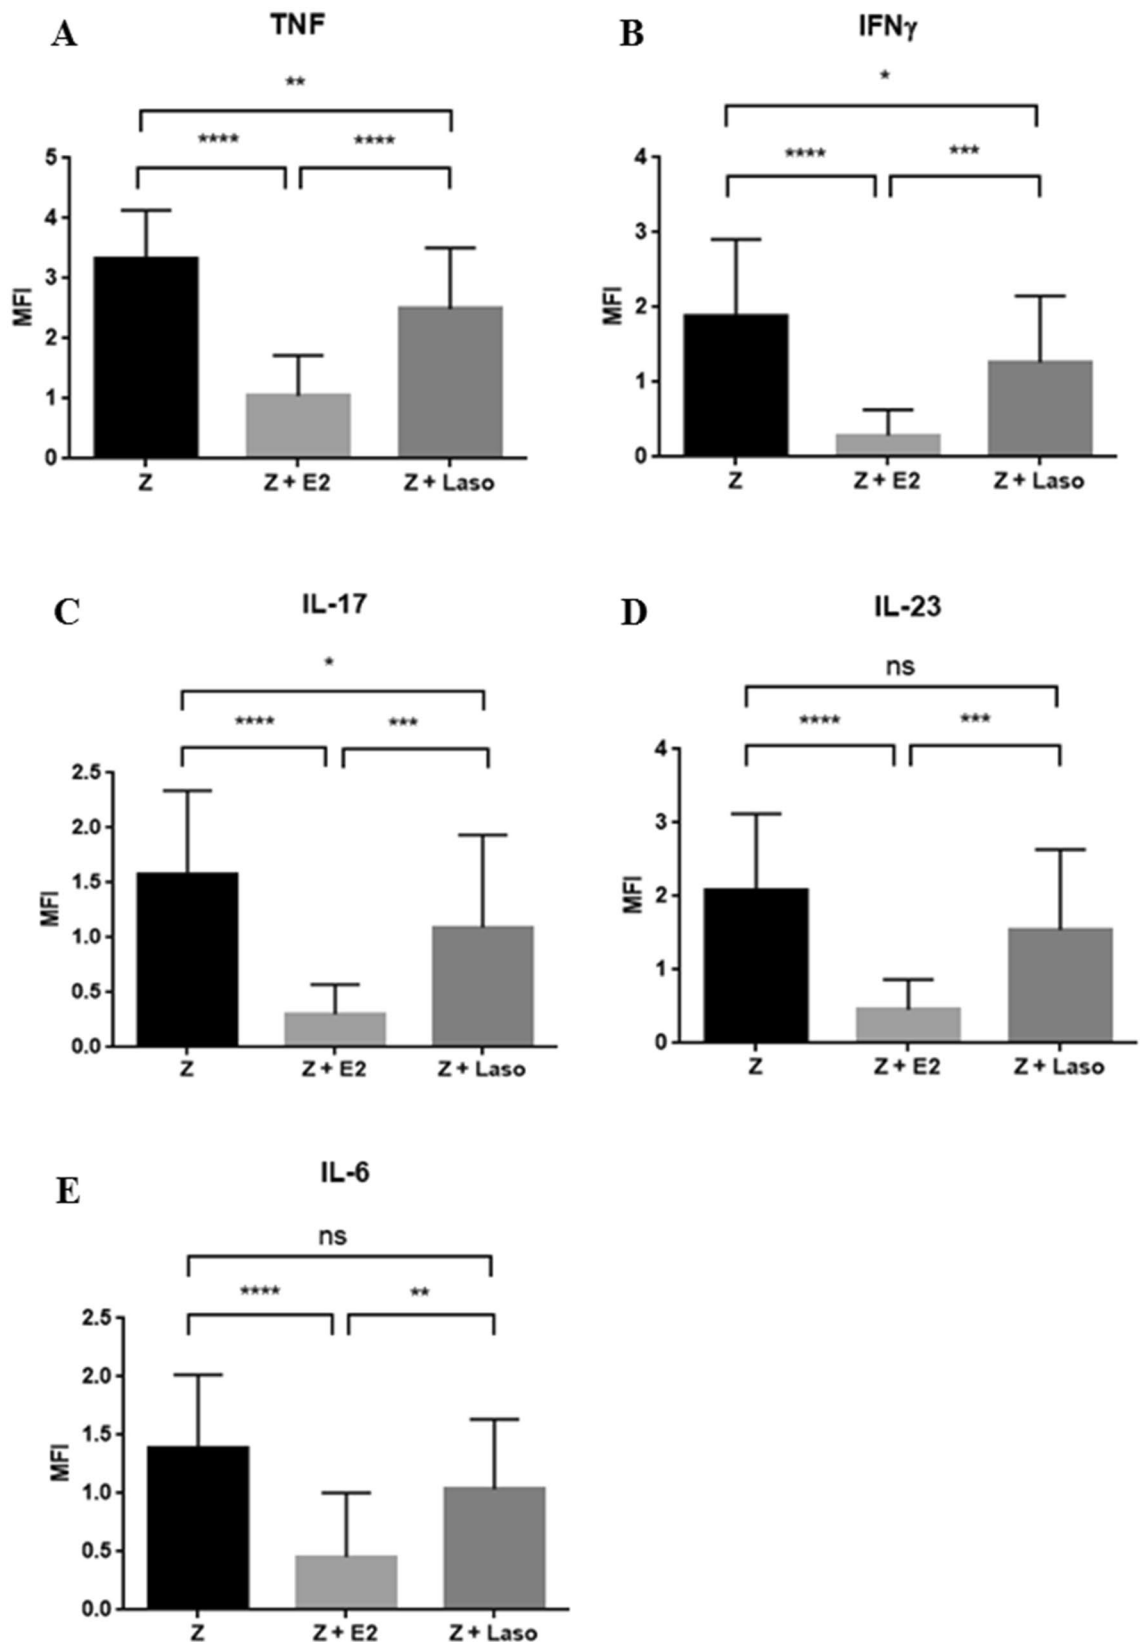 A
TNF
**
**** ****
5
4
3
2
1
0
MFI
Z Z + E2 Z + Laso
B
IFNγ
*
**** ***
4
3
2
1
0
MFI
Z Z + E2 Z + Laso
C
IL-17
*
**** ***
2.5
2.0
1.5
1.0
0.5
0.0
MFI
Z Z + E2 Z + Laso
D
IL-23
ns
**** ***
4
3
2
1
0
MFI
Z Z + E2 Z + Laso
E
IL-6
ns
**** **
2.5
2.0
1.5
1.0
0.5
0.0
MFI
Z Z + E2 Z + Laso